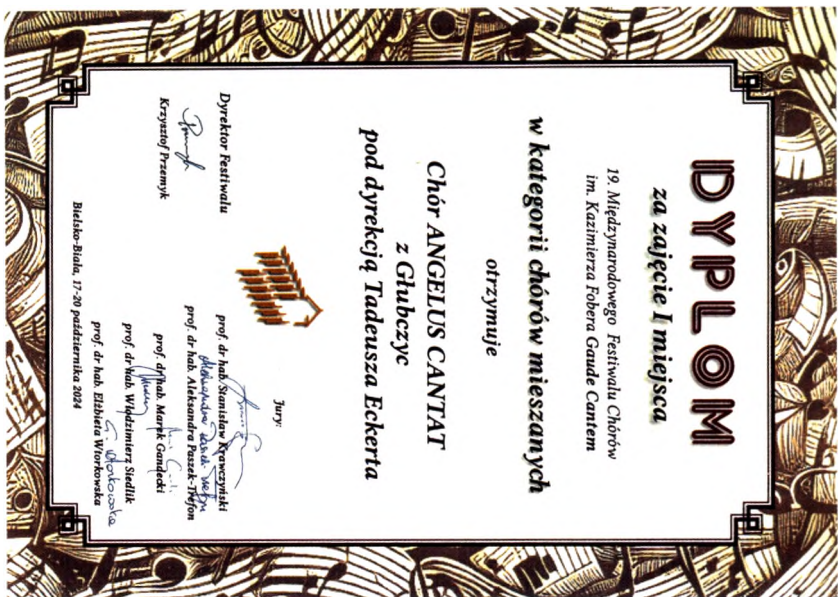 DYPLOM
za zajęcie I miejsca
19. Międzynarodowego Festiwalu Chórów
im. Kazimierza Fobera Gaude Cantem
w kategorii chórów mieszanych
otrzymuje
Chór ANGELUS CANTAT
z Głubczyc
pod dyrekcją Tadeusza Eckerta
Dyrektor Festiwalu
Krzysztof Przemyk
Jury:
prof. dr hab. Stanisław Krawczyński
prof. dr hab. Aleksandra Paszek-Trefon
prof. dr hab. Marek Gandecki
prof. dr hab. Włodzimierz Siedlik
prof. dr hab. Elżbieta Wtorkowska
E. Wtorkowska
Bielsko-Biała, 17-20 października 2024